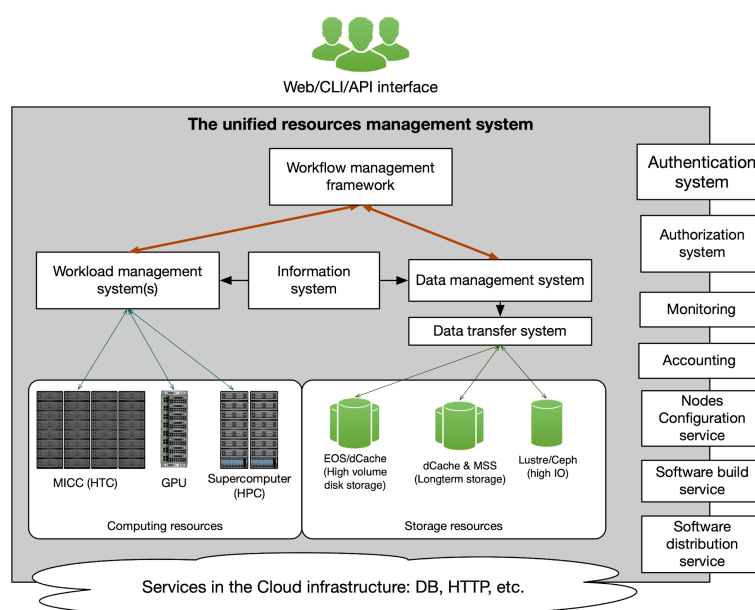 Web/CLI/API interface
The unified resources management system
Workflow management
framework
Authentication
system
Authorization
system
Workload management
system(s)
Information
system
Data management system
Monitoring
Data transfer system
Accounting
Nodes
Configuration
service
EOS/dCache
(High volume
disk storage)
dCache & MSS
(Longterm storage)
Lustre/Ceph
(high IO)
MICC (HTC)
GPU
Supercomputer
(HPC)
Software build
service
Computing resources
Storage resources
Software
distribution
service
Services in the Cloud infrastructure: DB, HTTP, etc.